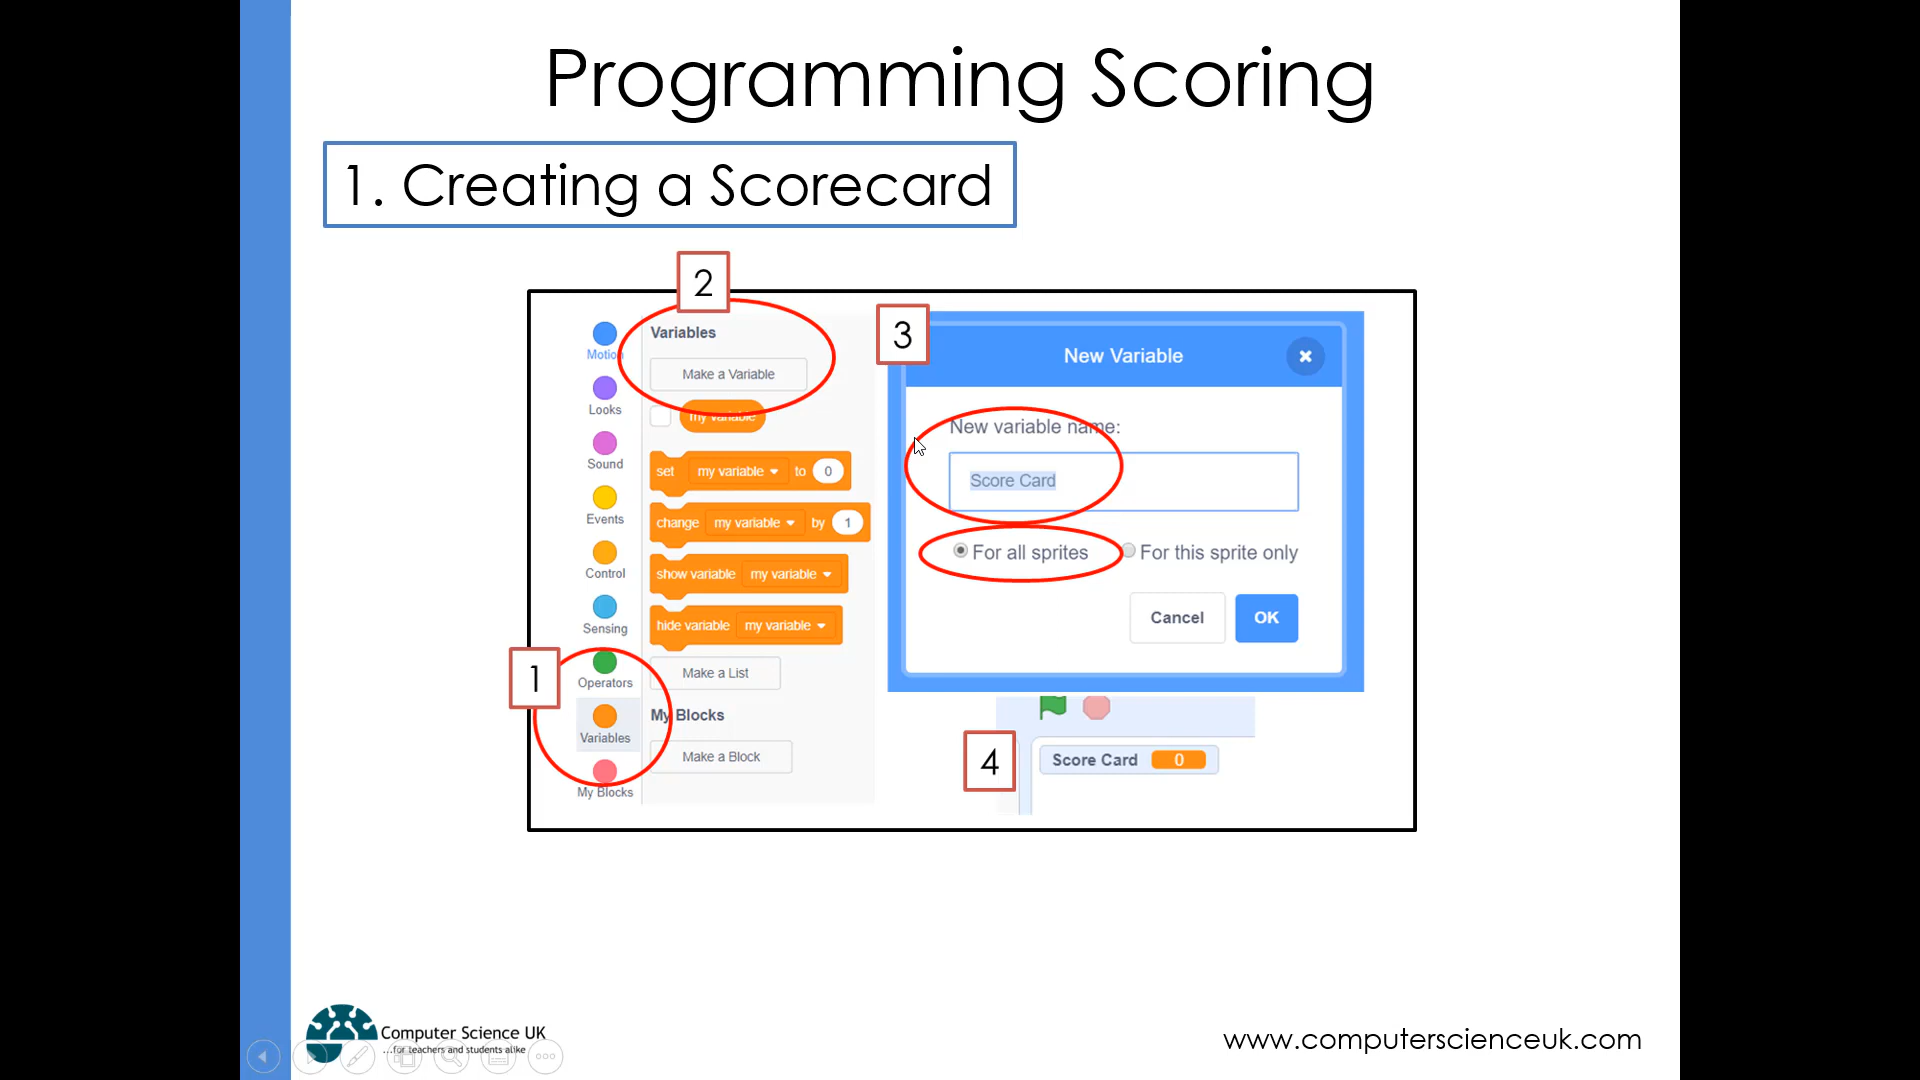 Programming Scoring
1. Creating a Scorecard
2
Variables
Make a Variable
my variable
set my variable to 0
change my variable by 1
show variable my variable
hide variable my variable
Make a List
My Blocks
Make a Block
Motion
Looks
Sound
Events
Control
Sensing
1
Operators
Variables
My Blocks
3
New Variable
New variable name:
Score Card
For all sprites For this sprite only
Cancel OK
4
Score Card 0
Computer Science UK
...for teachers and students alike
www.computerscienceuk.com